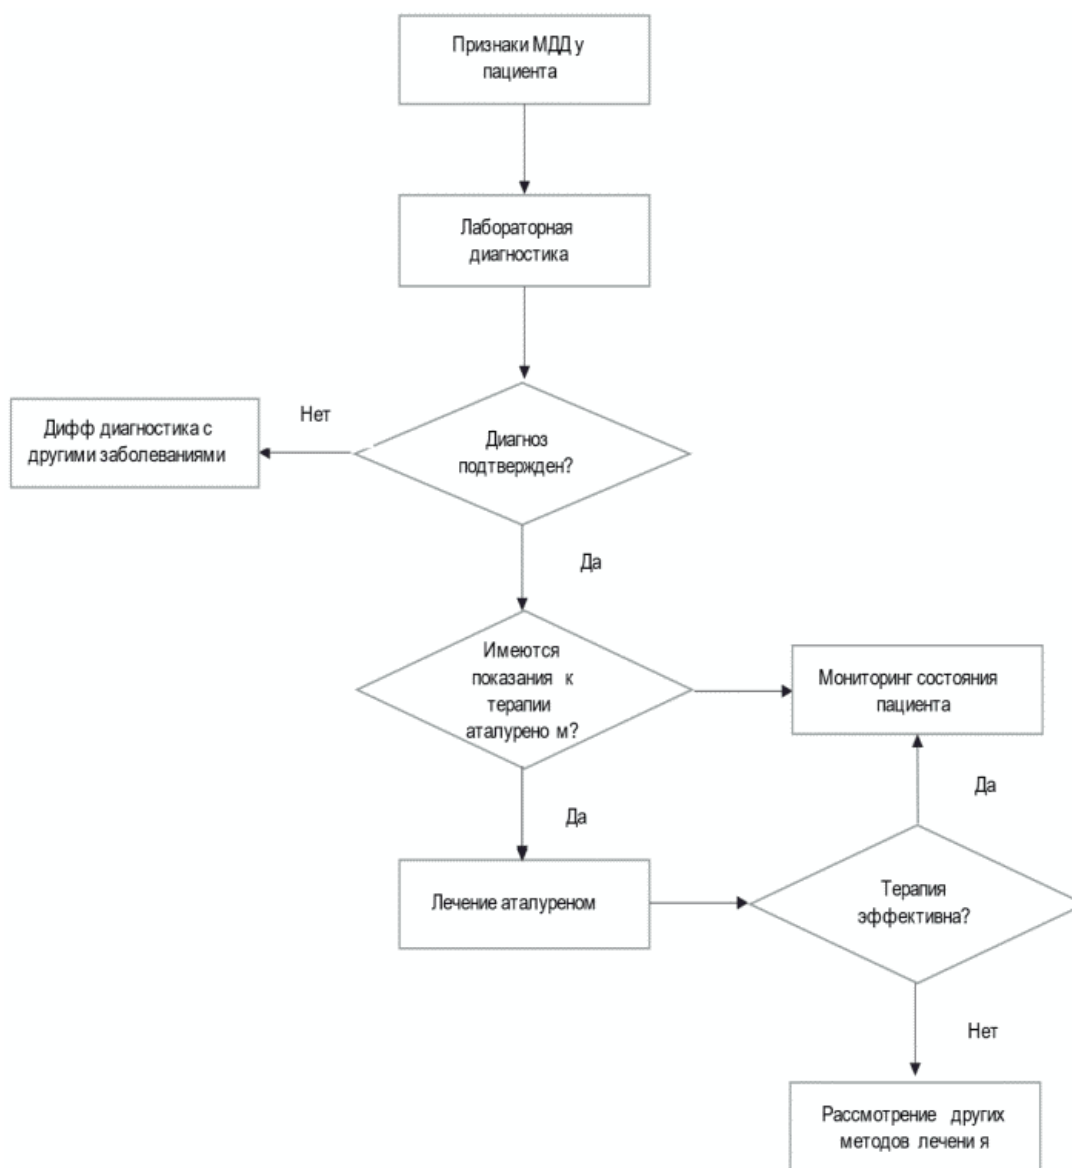 Признаки МДД у
пациента
Лабораторная
диагностика
Нет
Дифф диагностика с
другими заболеваниями
Диагноз
подтвержден?
Да
Имеются
показания к
терапии
аталурено м?
Мониторинг состояния
пациента
Да
Да
Лечение аталуреном
Терапия
эффективна?
Нет
Рассмотрение других
методов лечени я